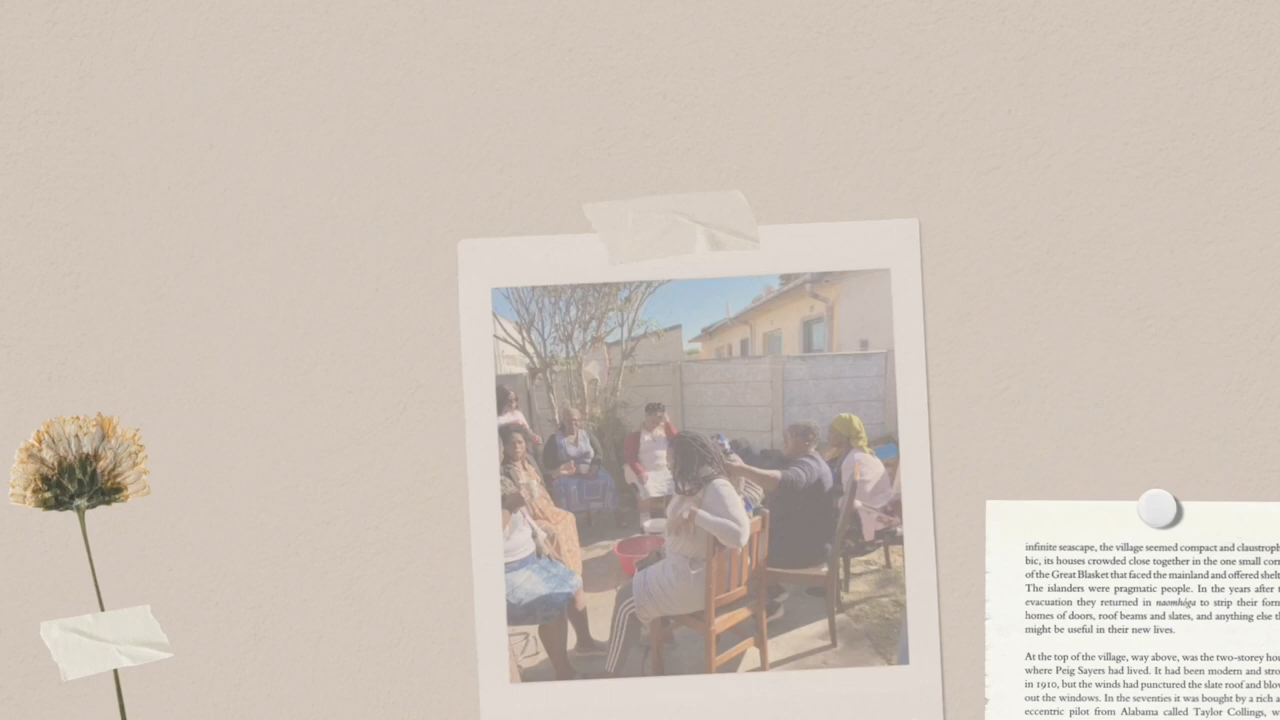 infinite seascape, the village seemed compact and claustroph
bic, its houses crowded close together in the one small corn
of the Great Blasket that faced the mainland and offered shelt
The islanders were pragmatic people. In the years after t
evacuation they returned in naomhóga to strip their form
homes of doors, roof beams and slates, and anything else th
might be useful in their new lives.
At the top of the village, way above, was the two-storey hou
where Peig Sayers had lived. It had been modern and stro
in 1910, but the winds had punctured the slate roof and blow
out the windows. In the seventies it was bought by a rich a
eccentric pilot from Alabama called Taylor Collings, w